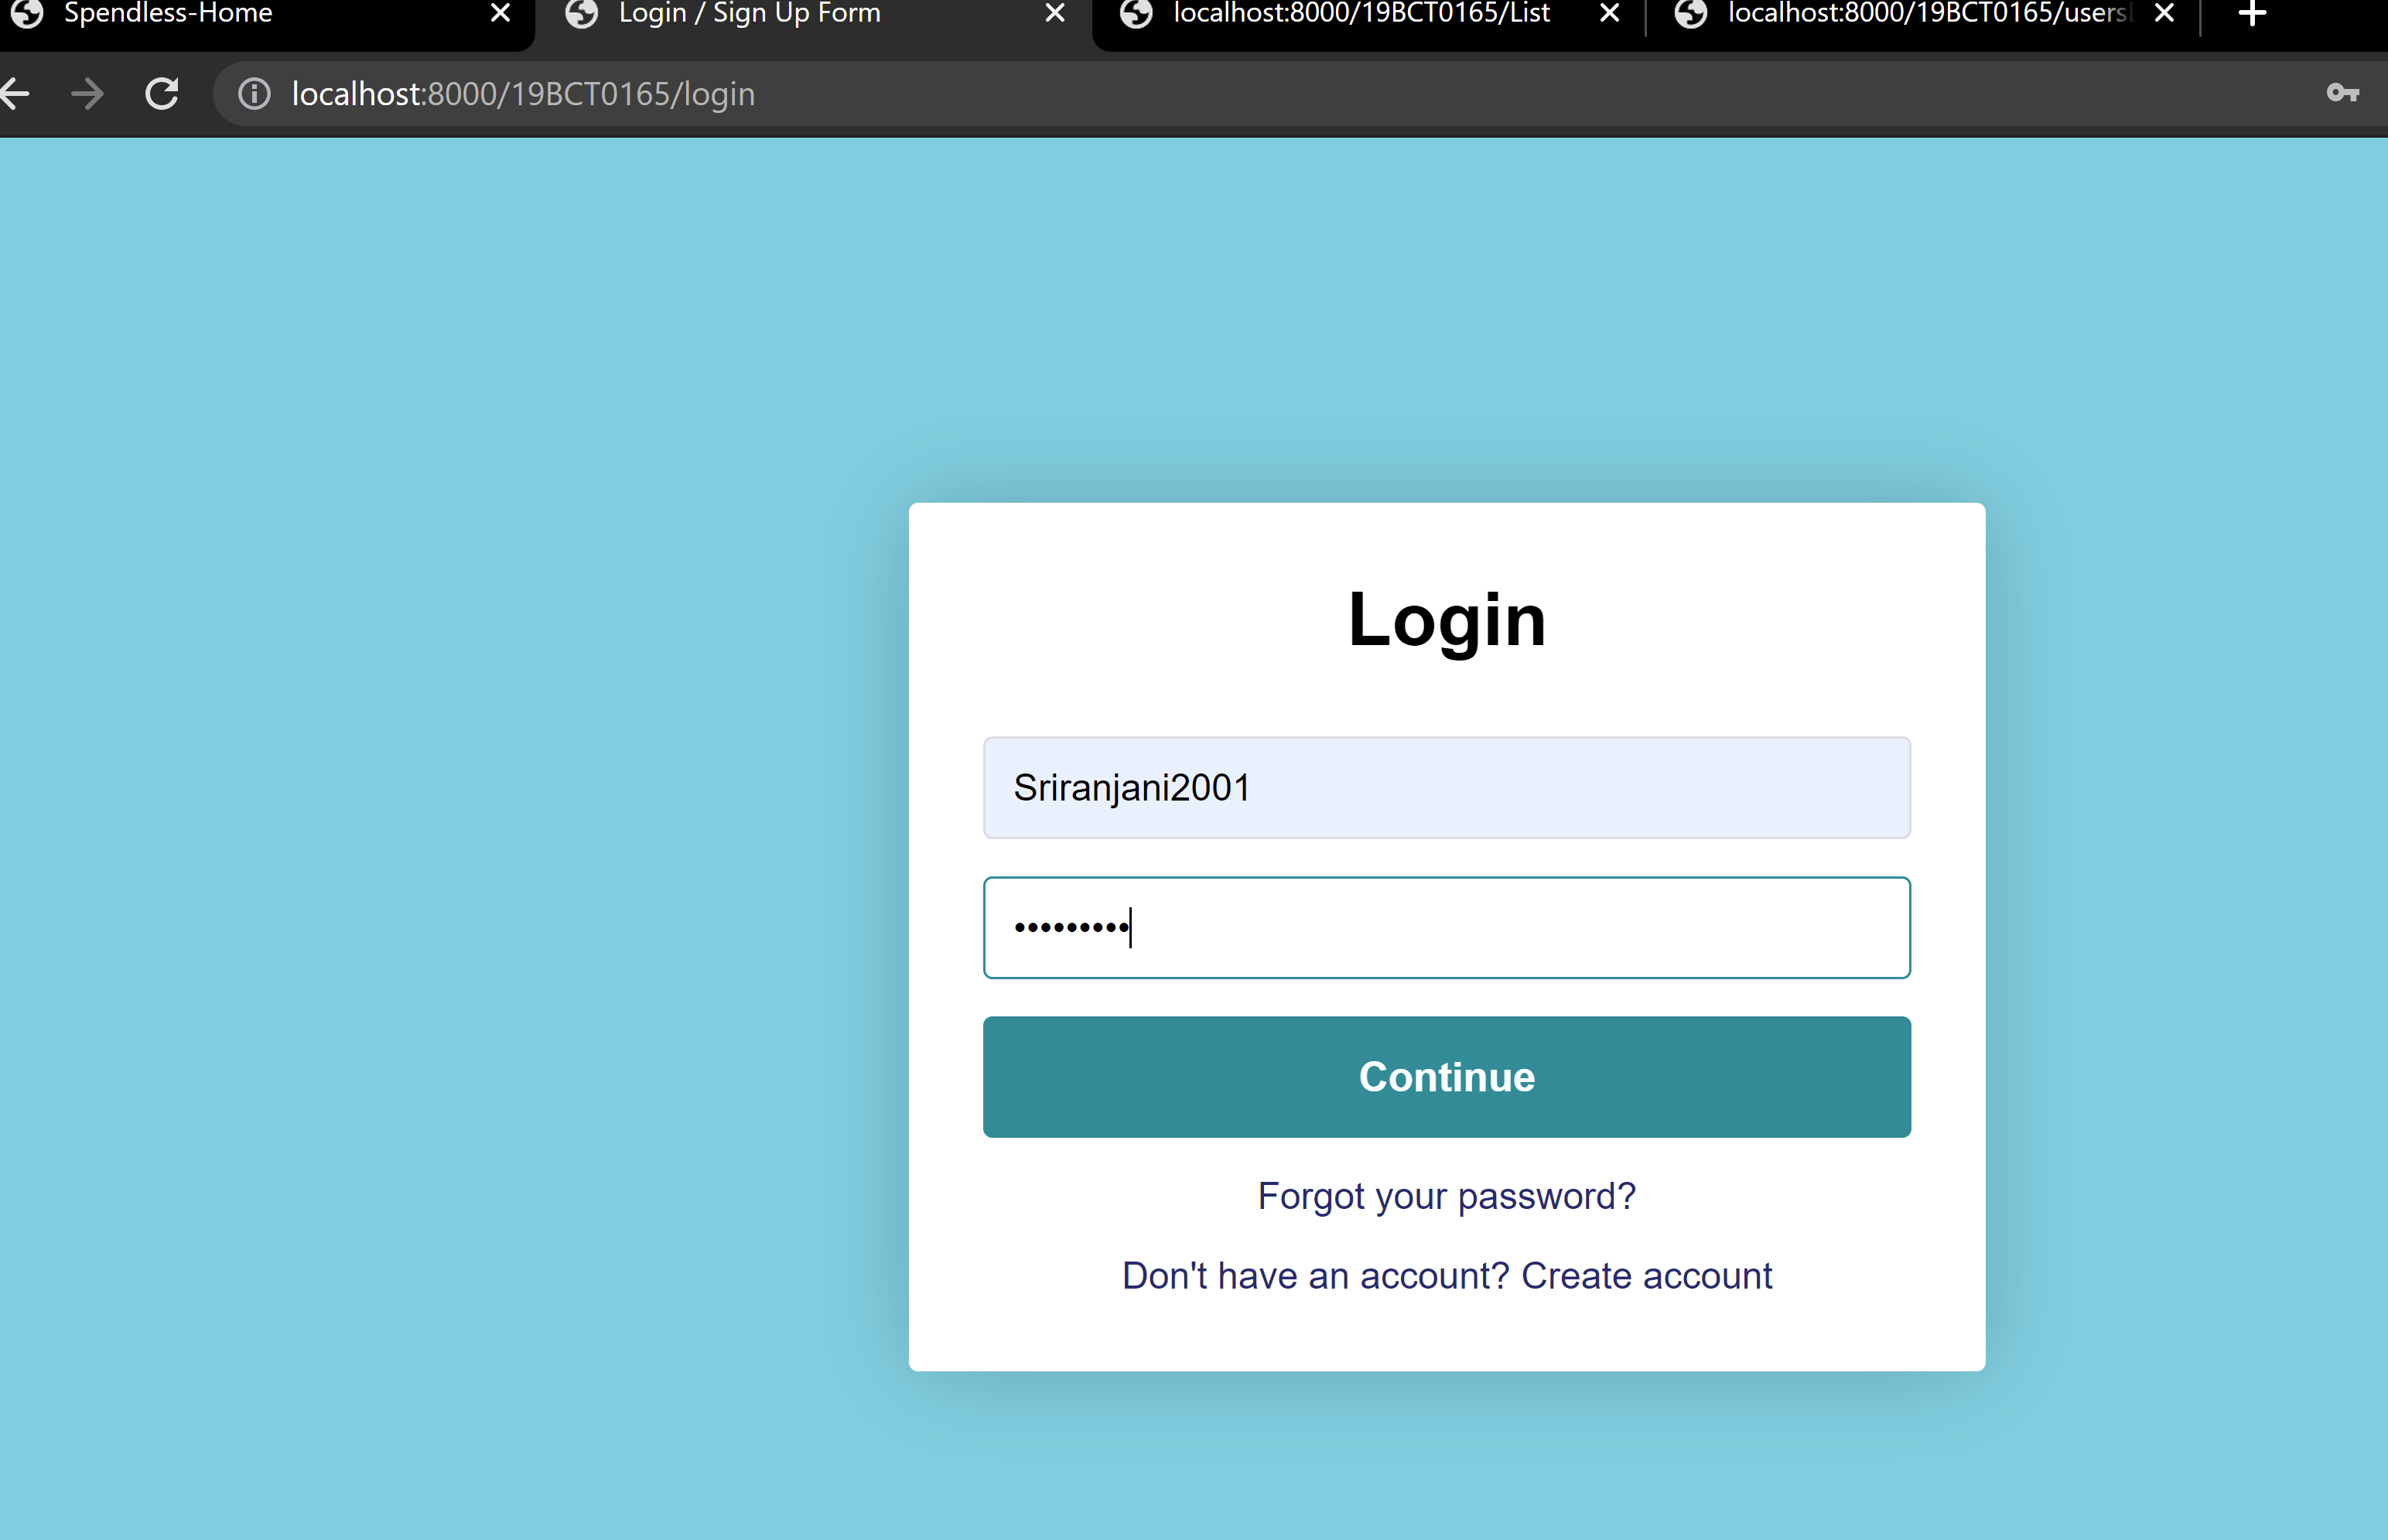 Spendless-Home
Login / Sign Up Form
localhost:8000/19BCT0165/List
localhost:8000/19BCT0165/users
localhost:8000/19BCT0165/login
Login
Sriranjani2001
•••••••••
Continue
Forgot your password?
Don't have an account? Create account